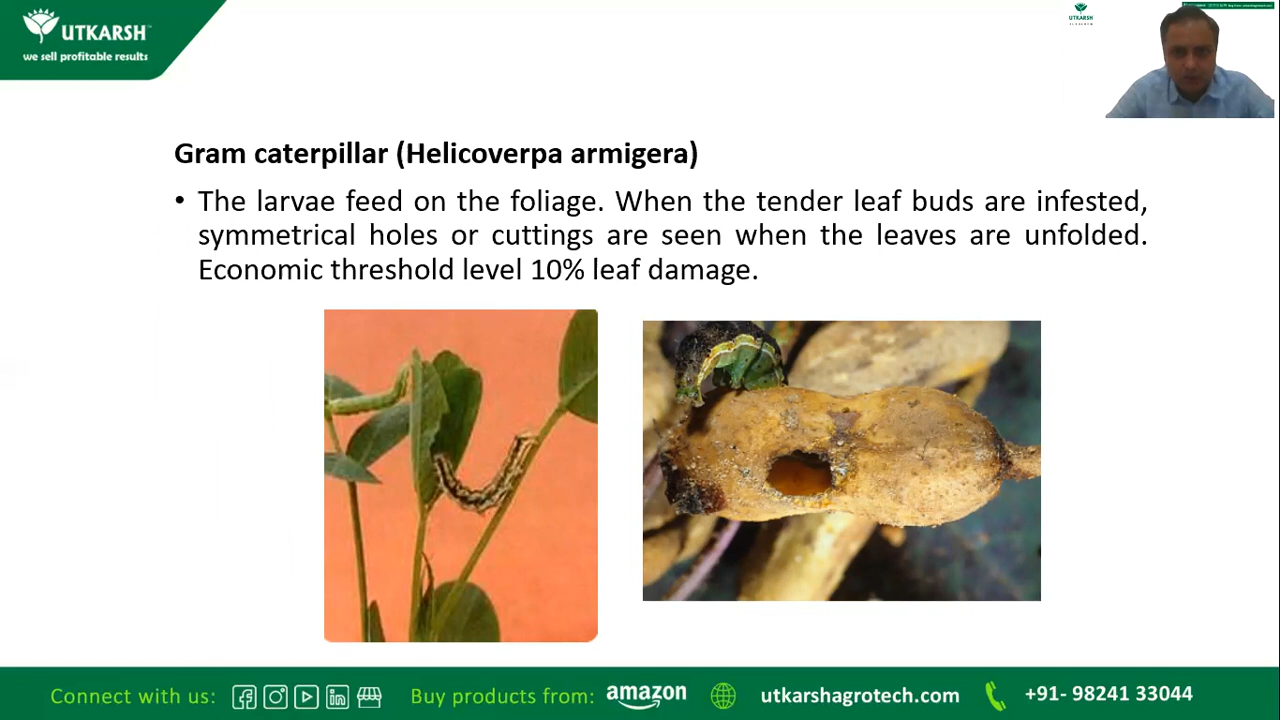 UTKARSH
we sell profitable results
UTKARSH
Gram caterpillar (Helicoverpa armigera)
• The larvae feed on the foliage. When the tender leaf buds are infested,
symmetrical holes or cuttings are seen when the leaves are unfolded.
Economic threshold level 10% leaf damage.
Connect with us:
Buy products from: amazon
utkarshagrotech.com
+91- 98241 33044